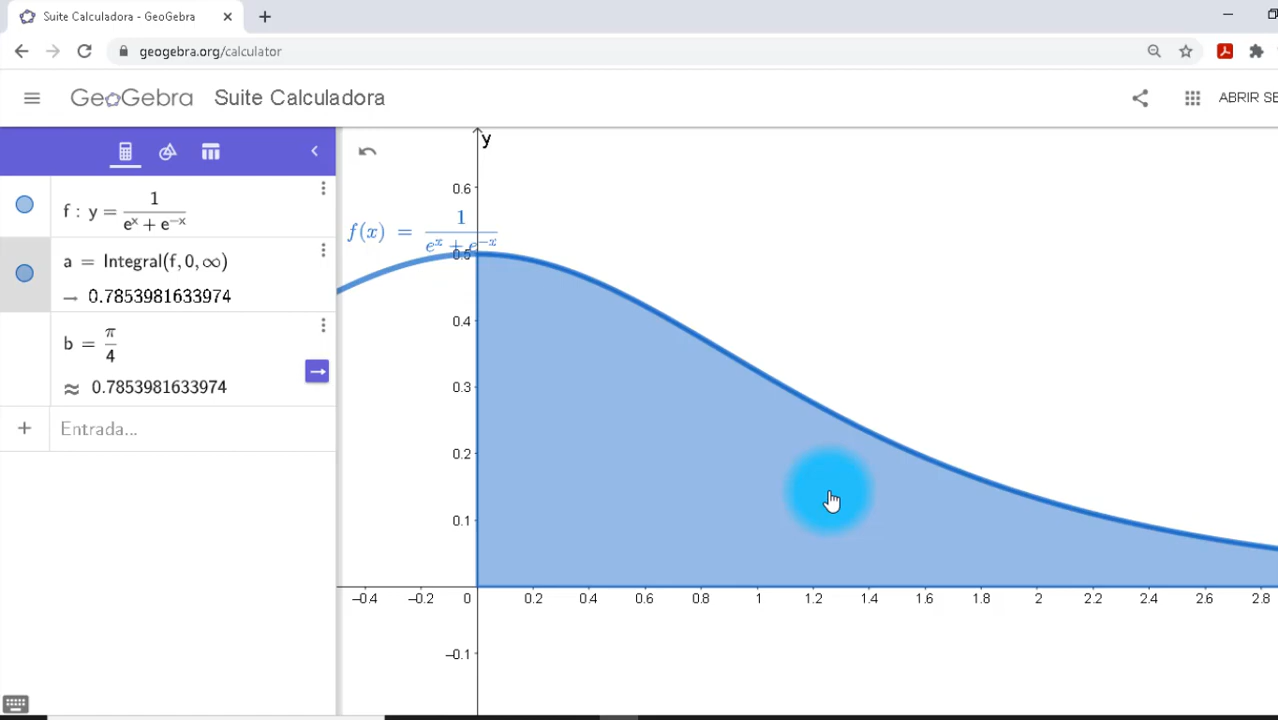 Suite Calculadora - GeoGebra
geogebra.org/calculator
GeoGebra Suite Calculadora ABRIR SE
f : y = 1 / (eˣ + e⁻ˣ)
a = Integral(f, 0, ∞)
→ 0.7853981633974
b = π / 4
≈ 0.7853981633974
+ Entrada...
y
f(x) = 1 / (eˣ + e⁻ˣ)
0.6
0.5
0.4
0.3
0.2
0.1
−0.4 −0.2 0 0.2 0.4 0.6 0.8 1 1.2 1.4 1.6 1.8 2 2.2 2.4 2.6 2.8
−0.1